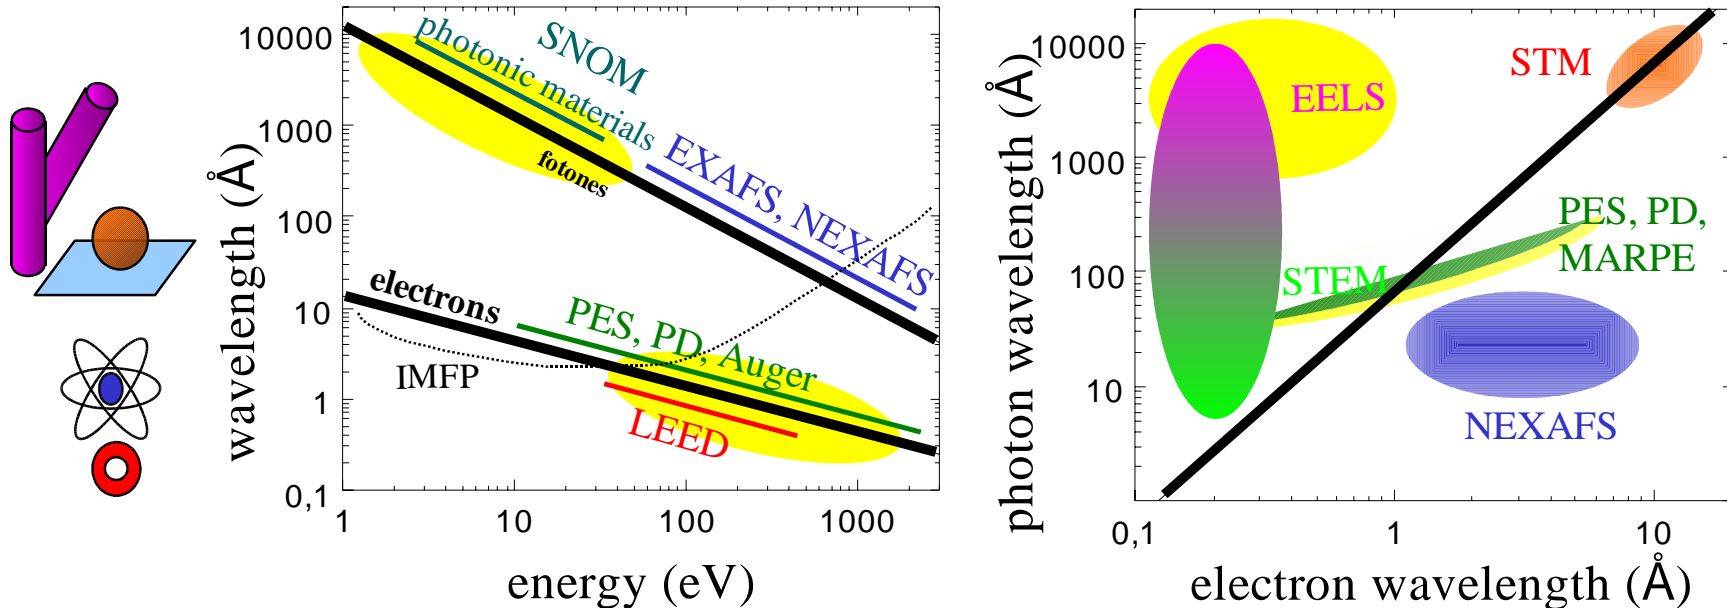 wavelength (Å)
10000
1000
100
10
1
0,1
photonic materials
SNOM
fotones
EXAFS, NEXAFS
electrons
PES, PD, Auger
IMFP
LEED
1
10
100
1000
energy (eV)
photon wavelength (Å)
10000
1000
100
10
EELS
STM
STEM
PES, PD,
MARPE
NEXAFS
0,1
1
10
electron wavelength (Å)